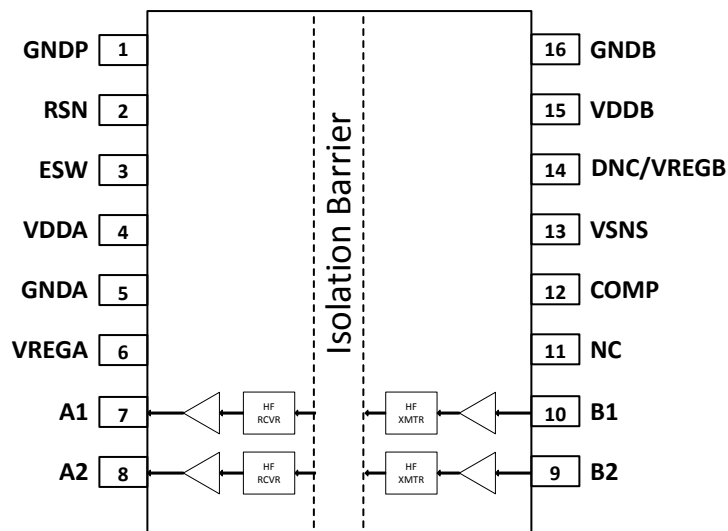 GNDP 1
RSN 2
ESW 3
VDDA 4
GNDA 5
VREGA 6
A1 7
A2 8
HF
RCVR
HF
RCVR
Isolation Barrier
HF
XMTR
HF
XMTR
16 GNDB
15 VDDB
14 DNC/VREGB
13 VSNS
12 COMP
11 NC
10 B1
9 B2